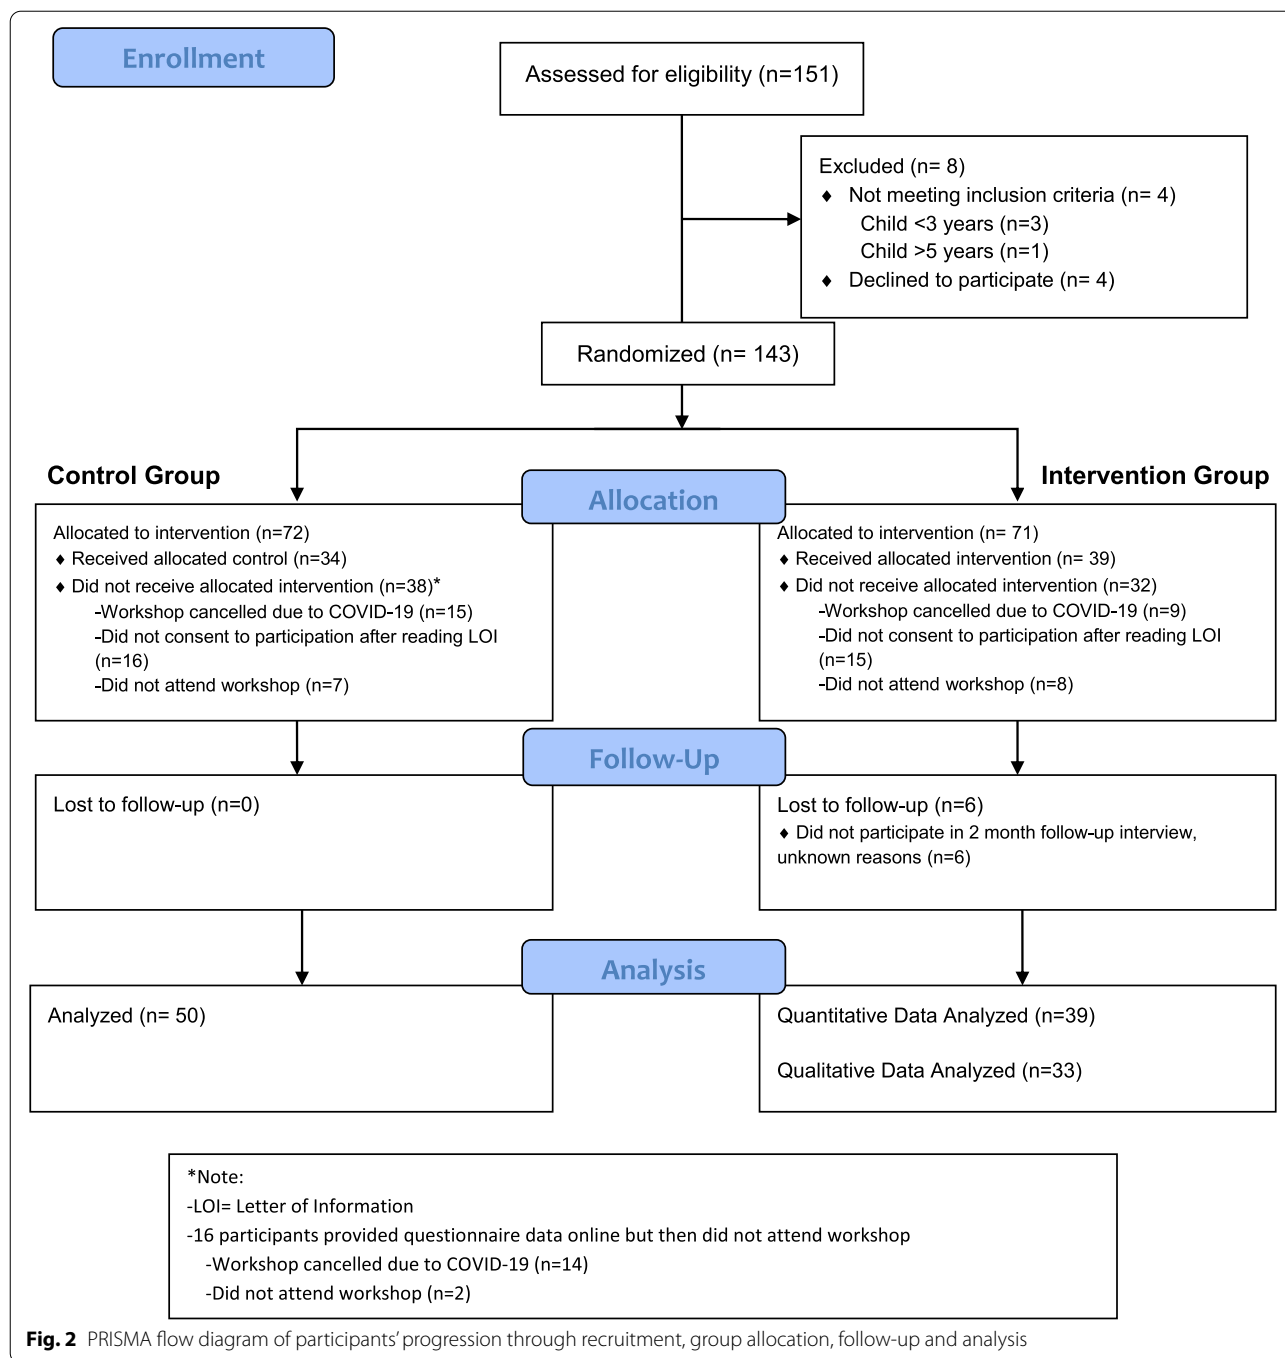 Enrollment
Assessed for eligibility (n=151)
Excluded (n= 8)
♦ Not meeting inclusion criteria (n= 4)
Child <3 years (n=3)
Child >5 years (n=1)
♦ Declined to participate (n= 4)
Randomized (n= 143)
Control Group
Allocation
Intervention Group
Allocated to intervention (n=72)
♦ Received allocated control (n=34)
♦ Did not receive allocated intervention (n=38)*
-Workshop cancelled due to COVID-19 (n=15)
-Did not consent to participation after reading LOI
(n=16)
-Did not attend workshop (n=7)
Allocated to intervention (n= 71)
♦ Received allocated intervention (n= 39)
♦ Did not receive allocated intervention (n=32)
-Workshop cancelled due to COVID-19 (n=9)
-Did not consent to participation after reading LOI
(n=15)
-Did not attend workshop (n=8)
Follow-Up
Lost to follow-up (n=0)
Lost to follow-up (n=6)
♦ Did not participate in 2 month follow-up interview,
unknown reasons (n=6)
Analysis
Analyzed (n= 50)
Quantitative Data Analyzed (n=39)
Qualitative Data Analyzed (n=33)
*Note:
-LOI= Letter of Information
-16 participants provided questionnaire data online but then did not attend workshop
-Workshop cancelled due to COVID-19 (n=14)
-Did not attend workshop (n=2)
Fig. 2 PRISMA flow diagram of participants’ progression through recruitment, group allocation, follow-up and analysis